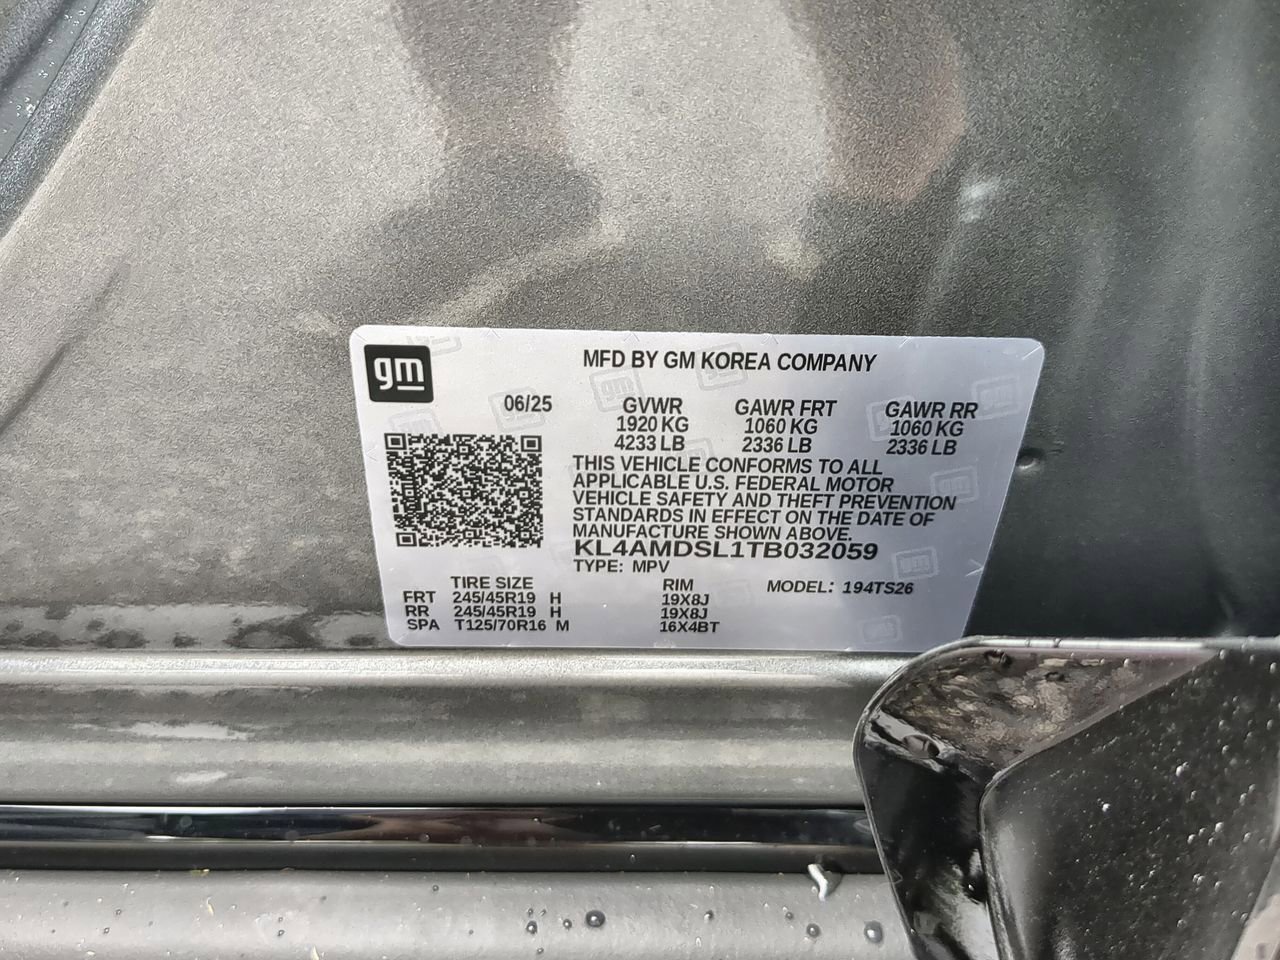 gm
MFD BY GM KOREA COMPANY
06/25 GVWR GAWR FRT GAWR RR
1920 KG 1060 KG 1060 KG
4233 LB 2336 LB 2336 LB
THIS VEHICLE CONFORMS TO ALL
APPLICABLE U.S. FEDERAL MOTOR
VEHICLE SAFETY AND THEFT PREVENTION
STANDARDS IN EFFECT ON THE DATE OF
MANUFACTURE SHOWN ABOVE.
KL4AMDSL1TB032059
TYPE: MPV
TIRE SIZE RIM MODEL: 194TS26
FRT 245/45R19 H 19X8J
RR 245/45R19 H 19X8J
SPA T125/70R16 M 16X4BT